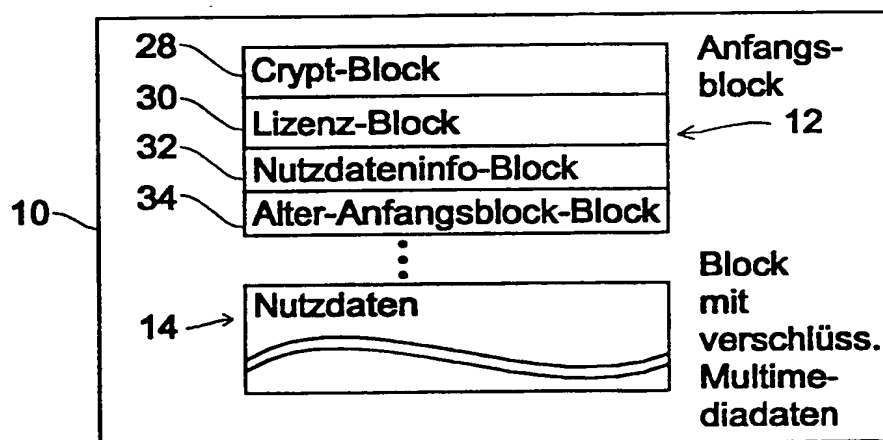 28
Crypt-Block
Anfangs-
block
30
Lizenz-Block
12
32
Nutzdateninfo-Block
10
34
Alter-Anfangsblock-Block
14
Nutzdaten
Block
mit
verschlüss.
Multime-
diadaten